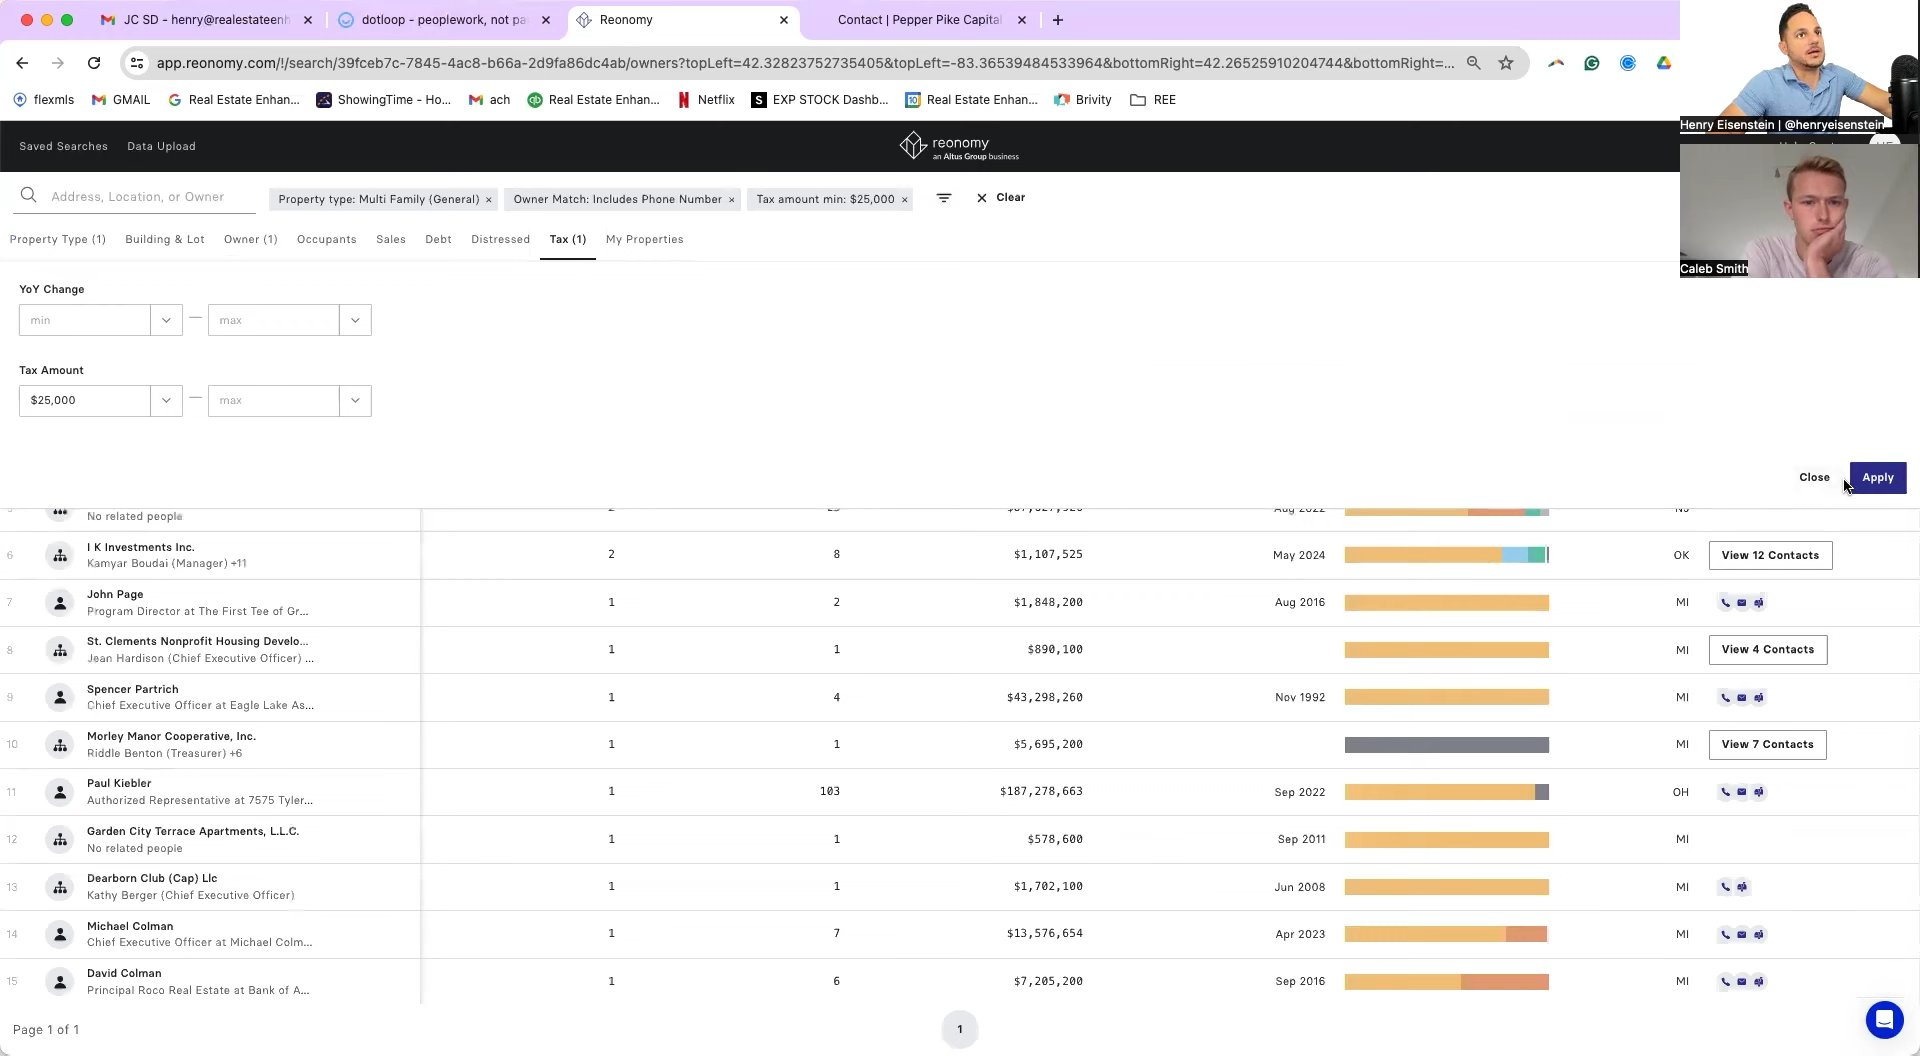 JC SD - henry@realestateenh
dotloop - peoplework, not pa
Reonomy
Contact | Pepper Pike Capital
app.reonomy.com/!/search/39fceb7c-7845-4ac8-b66a-2d9fa86dc4ab/owners?topLeft=42.32823752735405&topLeft=-83.36539484533964&bottomRight=42.26525910204744&bottomRight=...
flexmls
GMAIL
Real Estate Enhan...
ShowingTime - Ho...
ach
Real Estate Enhan...
Netflix
EXP STOCK Dashb...
Real Estate Enhan...
Brivity
REE
Henry Eisenstein | @henryeisenstein
Caleb Smith
Saved Searches
Data Upload
reonomy
an Altus Group business
Address, Location, or Owner
Property type: Multi Family (General) ×
Owner Match: Includes Phone Number ×
Tax amount min: $25,000 ×
Clear
Property Type (1)
Building & Lot
Owner (1)
Occupants
Sales
Debt
Distressed
Tax (1)
My Properties
YoY Change
min
max
Tax Amount
$25,000
max
Close
Apply
No related people
6 I K Investments Inc. 2 8 $1,107,525 May 2024 OK View 12 Contacts
Kamyar Boudai (Manager) +11
7 John Page 1 2 $1,848,200 Aug 2016 MI
Program Director at The First Tee of Gr...
8 St. Clements Nonprofit Housing Develo... 1 1 $890,100 MI View 4 Contacts
Jean Hardison (Chief Executive Officer) ...
9 Spencer Partrich 1 4 $43,298,260 Nov 1992 MI
Chief Executive Officer at Eagle Lake As...
10 Morley Manor Cooperative, Inc. 1 1 $5,695,200 MI View 7 Contacts
Riddle Benton (Treasurer) +6
11 Paul Kiebler 1 103 $187,278,663 Sep 2022 OH
Authorized Representative at 7575 Tyler...
12 Garden City Terrace Apartments, L.L.C. 1 1 $578,600 Sep 2011 MI
No related people
13 Dearborn Club (Cap) Llc 1 1 $1,702,100 Jun 2008 MI
Kathy Berger (Chief Executive Officer)
14 Michael Colman 1 7 $13,576,654 Apr 2023 MI
Chief Executive Officer at Michael Colm...
15 David Colman 1 6 $7,205,200 Sep 2016 MI
Principal Roco Real Estate at Bank of A...
Page 1 of 1
1